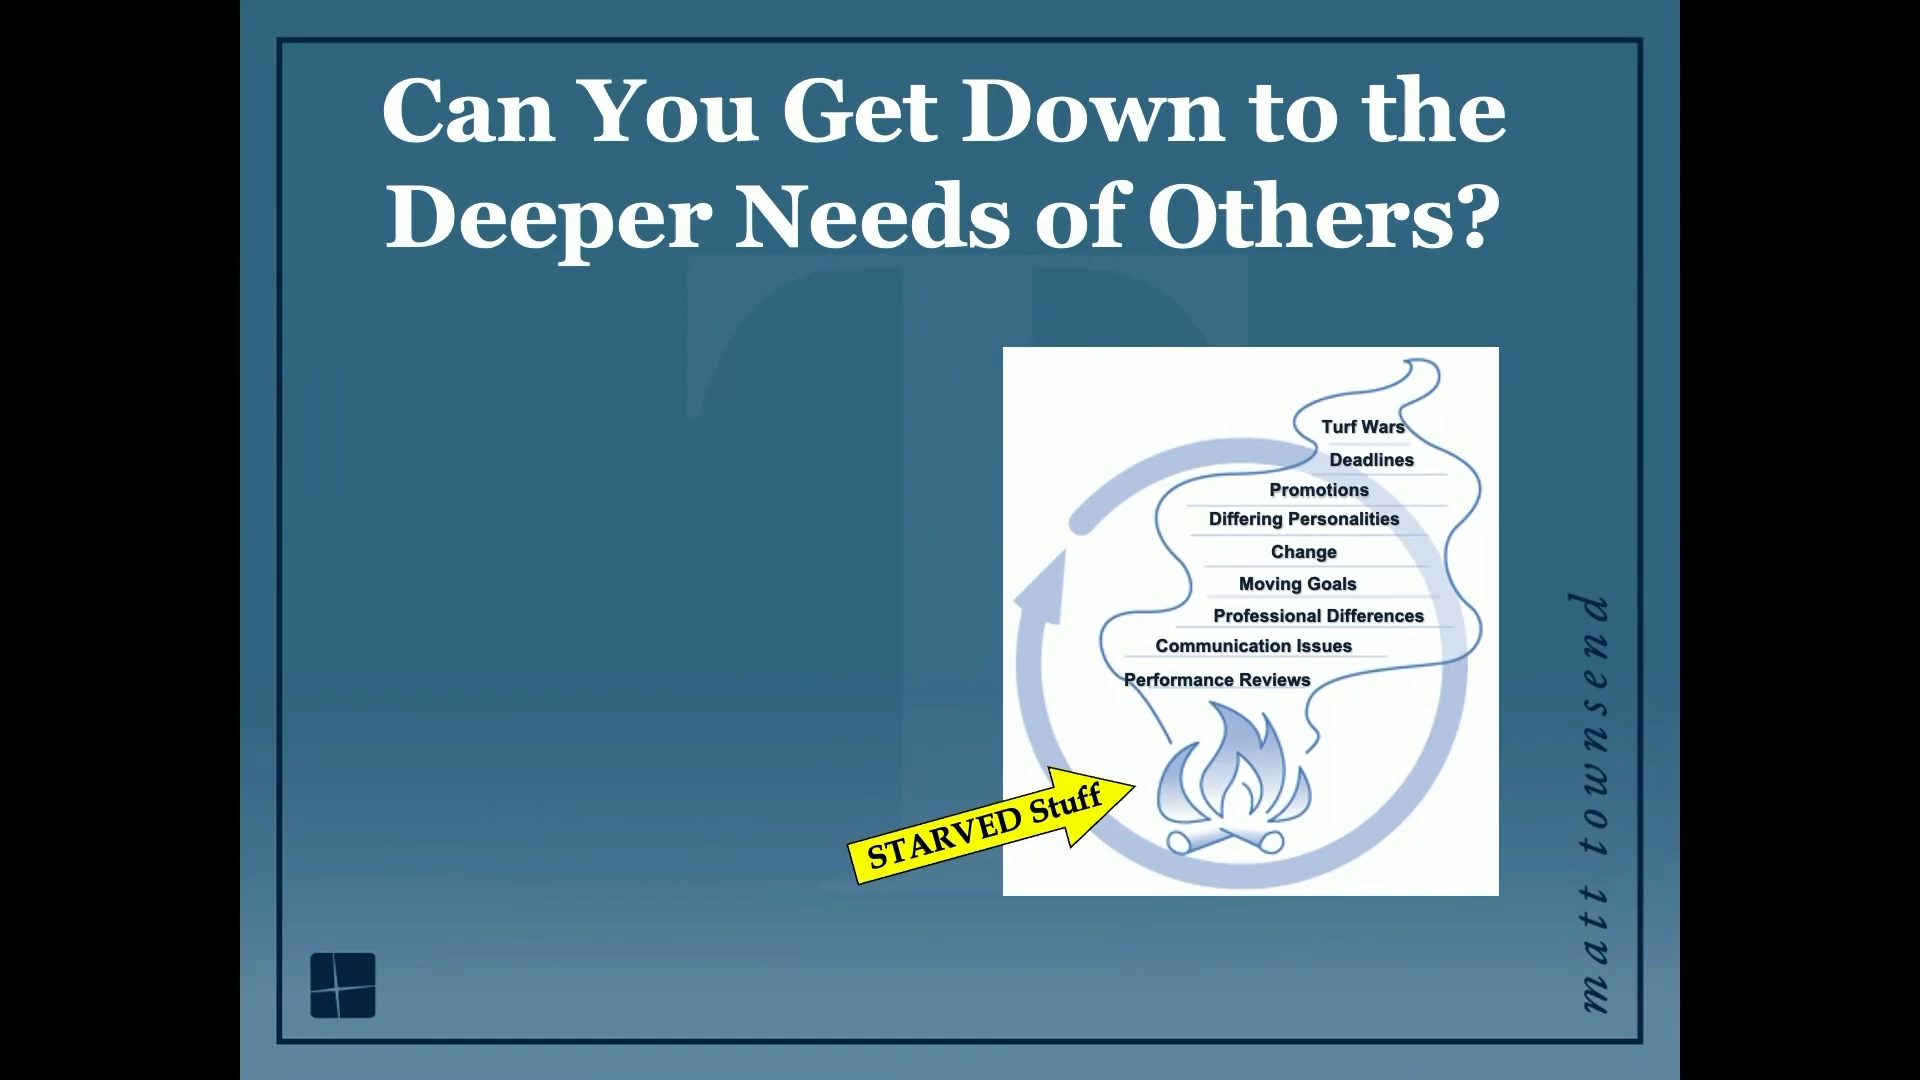 Can You Get Down to the
Deeper Needs of Others?
Turf Wars
Deadlines
Promotions
Differing Personalities
Change
Moving Goals
Professional Differences
Communication Issues
Performance Reviews
STARVED Stuff
matt townsend